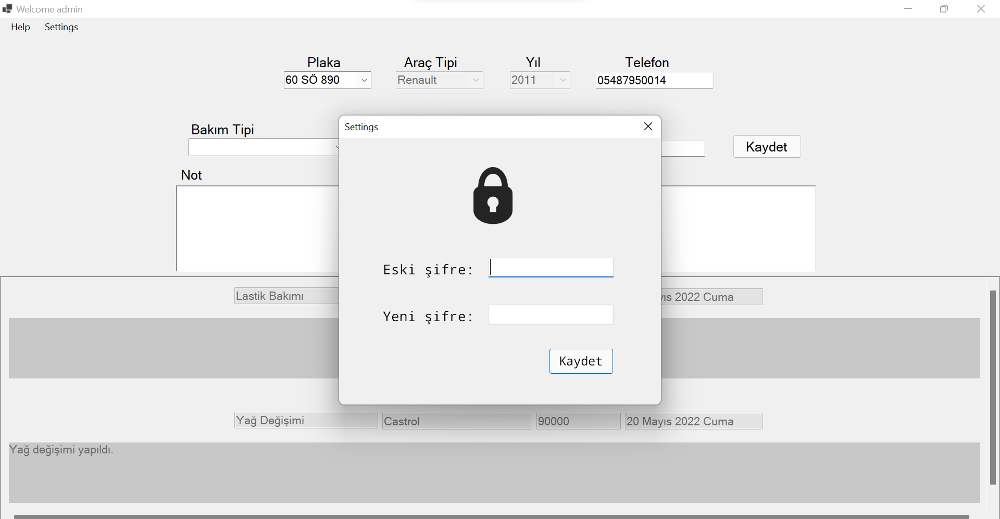 Welcome admin
Help Settings
Plaka Araç Tipi Yıl Telefon
60 SÖ 890 Renault 2011 05487950014
Bakım Tipi
Kaydet
Not
Settings
Eski şifre:
Yeni şifre:
Kaydet
Lastik Bakımı 2022 Cuma
Yağ Değişimi Castrol 90000 20 Mayıs 2022 Cuma
Yağ değişimi yapıldı.